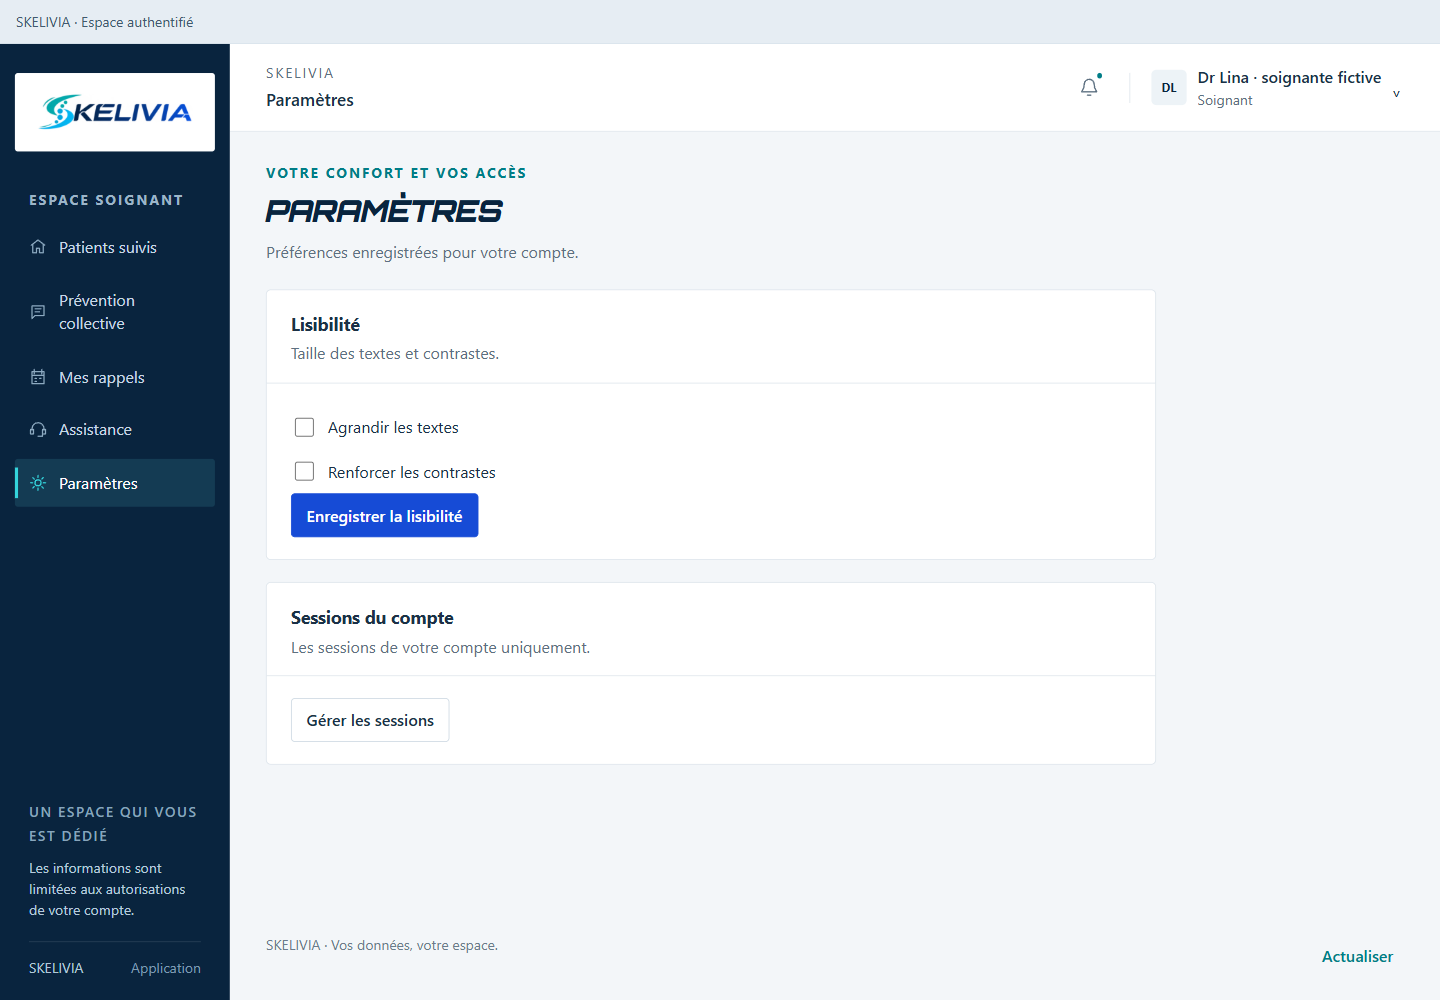 SKELIVIA · Espace authentifié
SKELIVIA
ESPACE SOIGNANT
Patients suivis
Prévention
collective
Mes rappels
Assistance
Paramètres
UN ESPACE QUI VOUS
EST DÉDIÉ
Les informations sont
limitées aux autorisations
de votre compte.
SKELIVIA Application
SKELIVIA
Paramètres
DL
Dr Lina · soignante fictive
Soignant
v
VOTRE CONFORT ET VOS ACCÈS
PARAMÈTRES
Préférences enregistrées pour votre compte.
Lisibilité
Taille des textes et contrastes.
Agrandir les textes
Renforcer les contrastes
Enregistrer la lisibilité
Sessions du compte
Les sessions de votre compte uniquement.
Gérer les sessions
SKELIVIA · Vos données, votre espace.
Actualiser